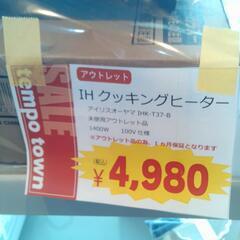 SALE
tempo town
アウトレット
IH クッキングヒーター
アイリスオーヤマ IHK-T37-B
未使用アウトレット品
1400W 100V 仕様
※アウトレット品の為、1ヵ月保証となります
(税込)
¥4,980